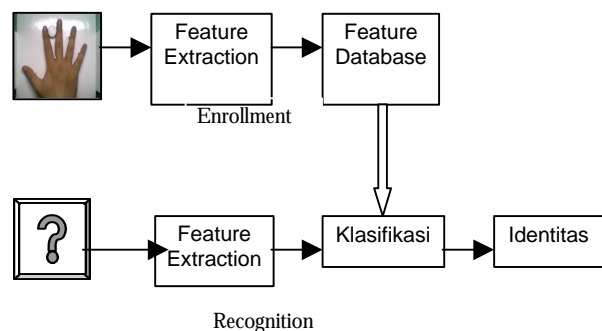 Feature
Extraction
Feature
Database
Enrollment
?
Feature
Extraction
Klasifikasi
Identitas
Recognition